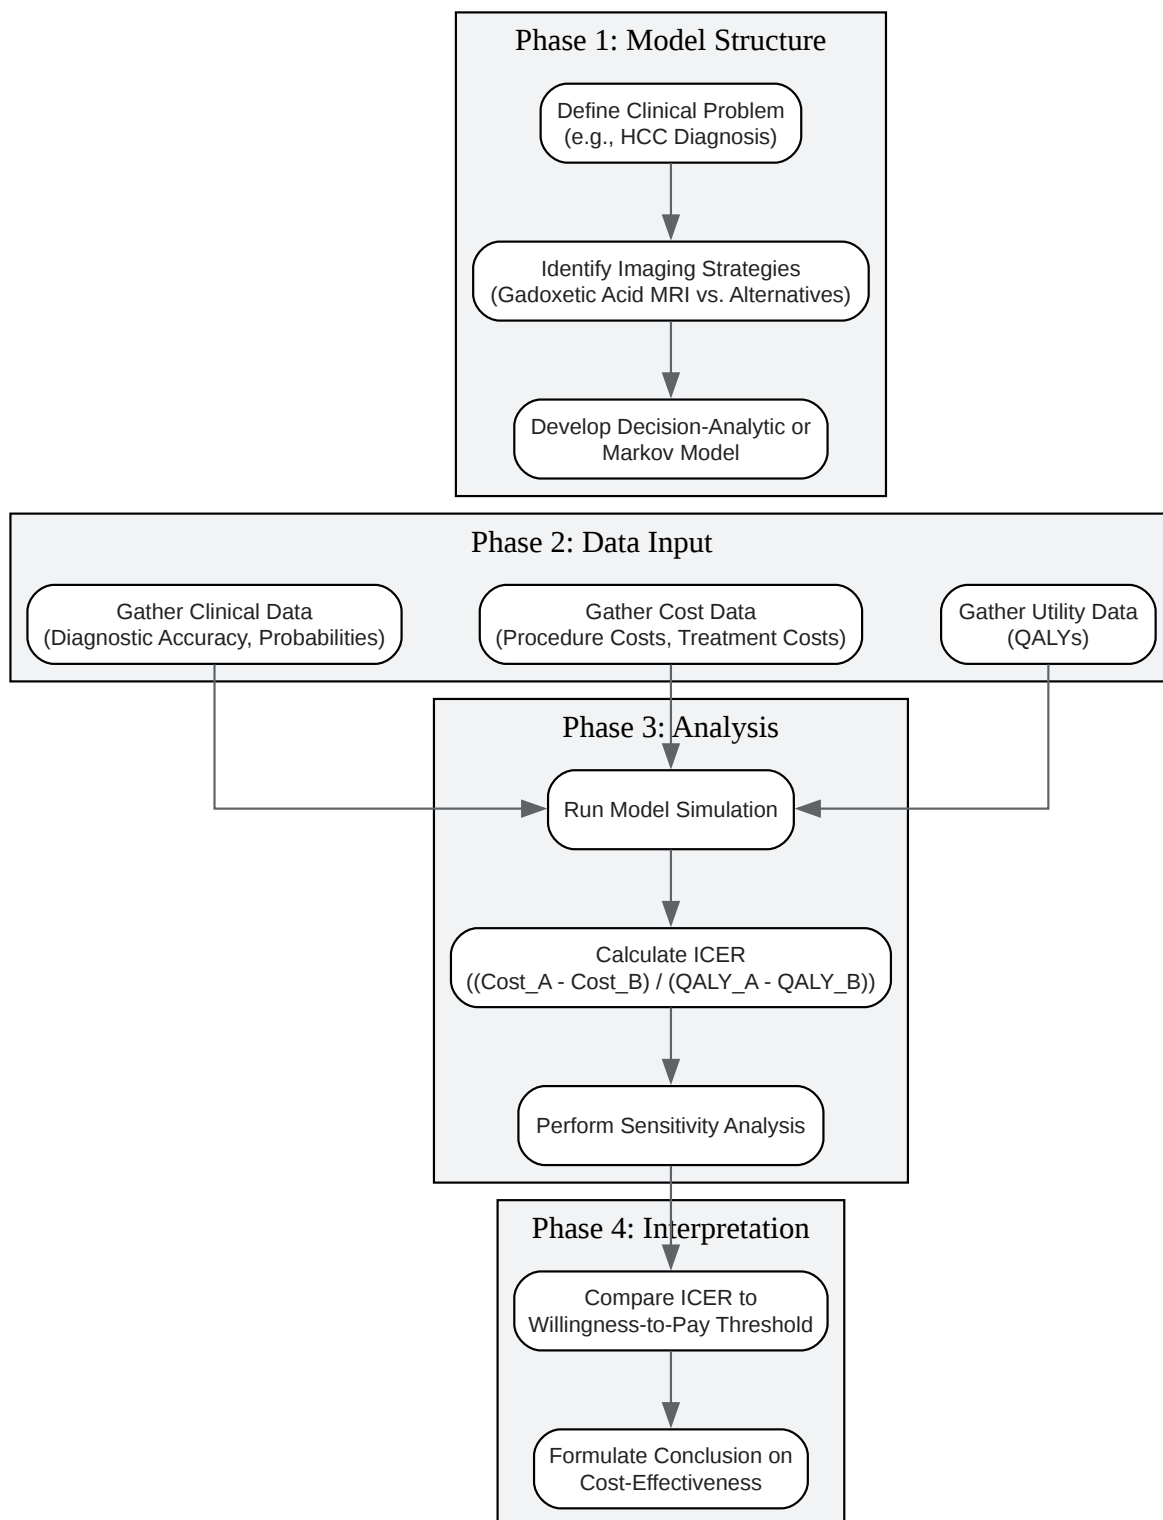 Phase 1: Model Structure
Define Clinical Problem
(e.g., HCC Diagnosis)
Identify Imaging Strategies
(Gadoxetic Acid MRI vs. Alternatives)
Develop Decision-Analytic or
Markov Model
Phase 2: Data Input
Gather Clinical Data
(Diagnostic Accuracy, Probabilities)
Gather Cost Data
(Procedure Costs, Treatment Costs)
Gather Utility Data
(QALYs)
Phase 3: Analysis
Run Model Simulation
Calculate ICER
((Cost_A - Cost_B) / (QALY_A - QALY_B))
Perform Sensitivity Analysis
Phase 4: Interpretation
Compare ICER to
Willingness-to-Pay Threshold
Formulate Conclusion on
Cost-Effectiveness